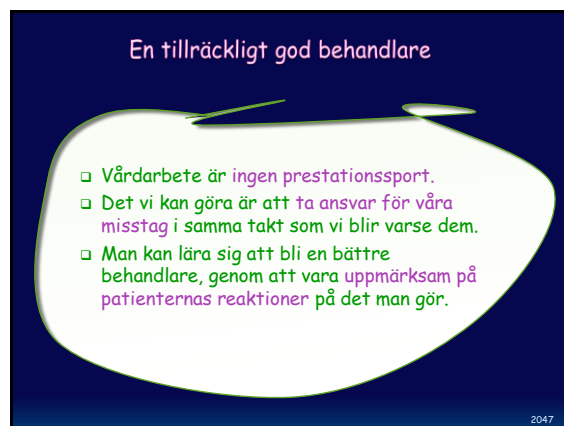 En tillräckligt god behandlare
❑ Vårdarbete är ingen prestationssport.
❑ Det vi kan göra är att ta ansvar för våra
misstag i samma takt som vi blir varse dem.
❑ Man kan lära sig att bli en bättre
behandlare, genom att vara uppmärksam på
patienternas reaktioner på det man gör.
2047